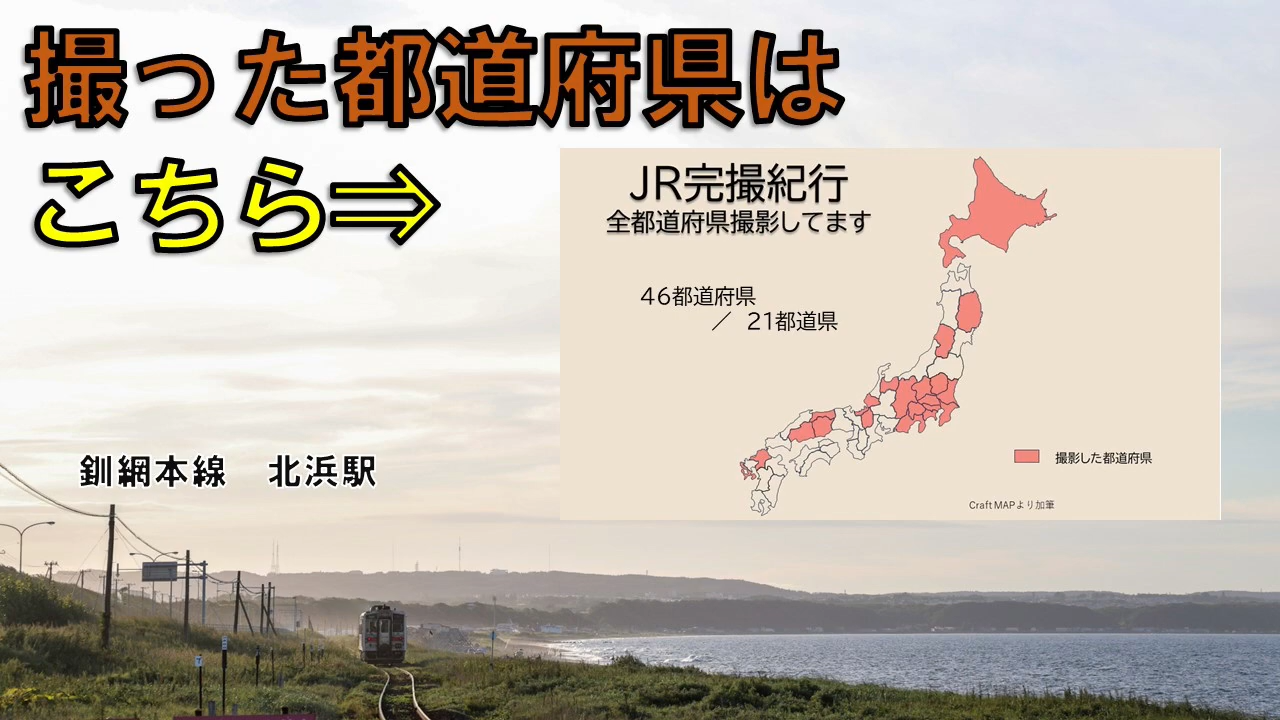 撮った都道府県は
こちら⇒
JR完撮紀行
全都道府県撮影してます
46都道府県
／ 21都道県
撮影した都道府県
Craft MAPより加筆
釧網本線　北浜駅